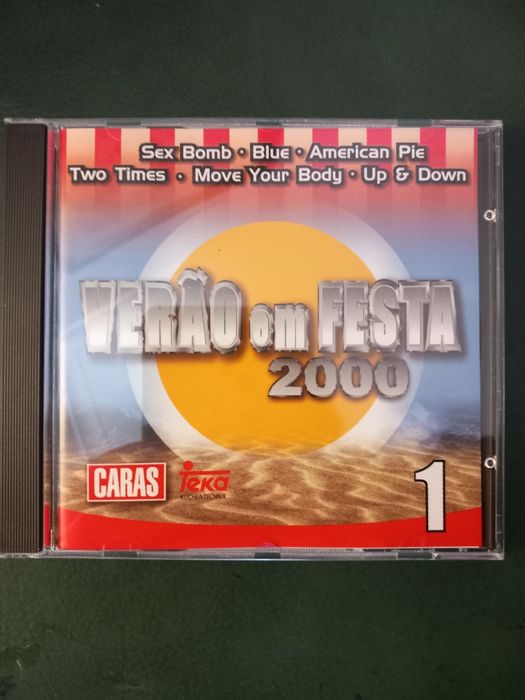 Sex Bomb • Blue • American Pie
Two Times • Move Your Body • Up & Down
VERÃO em FESTA
2000
CARAS
Teka
KÜCHENTECHNIK
1